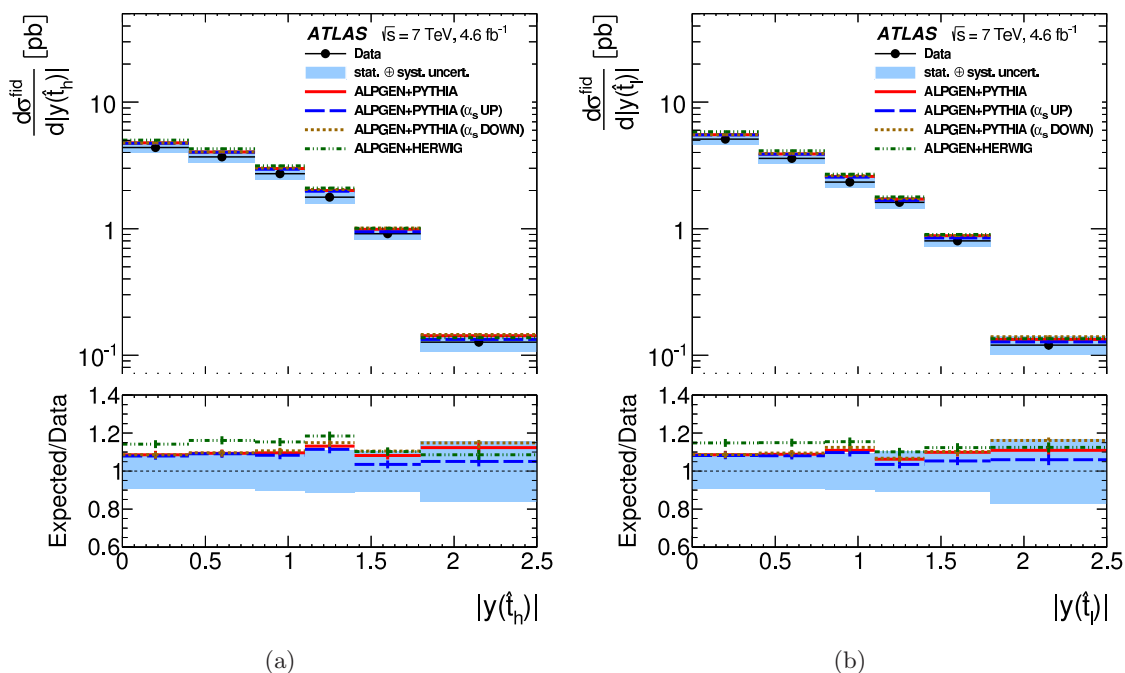 ATLAS √s = 7 TeV, 4.6 fb⁻¹
Data
stat. ⊕ syst. uncert.
ALPGEN+PYTHIA
ALPGEN+PYTHIA (αs UP)
ALPGEN+PYTHIA (αs DOWN)
ALPGEN+HERWIG
dσ^fid / d|y(t̂_h)| [pb]
10
1
10⁻¹
Expected/Data
1.4
1.2
1
0.8
0.6
0 0.5 1 1.5 2 2.5
|y(t̂_h)|
(a)
ATLAS √s = 7 TeV, 4.6 fb⁻¹
Data
stat. ⊕ syst. uncert.
ALPGEN+PYTHIA
ALPGEN+PYTHIA (αs UP)
ALPGEN+PYTHIA (αs DOWN)
ALPGEN+HERWIG
dσ^fid / d|y(t̂_l)| [pb]
10
1
10⁻¹
Expected/Data
1.4
1.2
1
0.8
0.6
0 0.5 1 1.5 2 2.5
|y(t̂_l)|
(b)